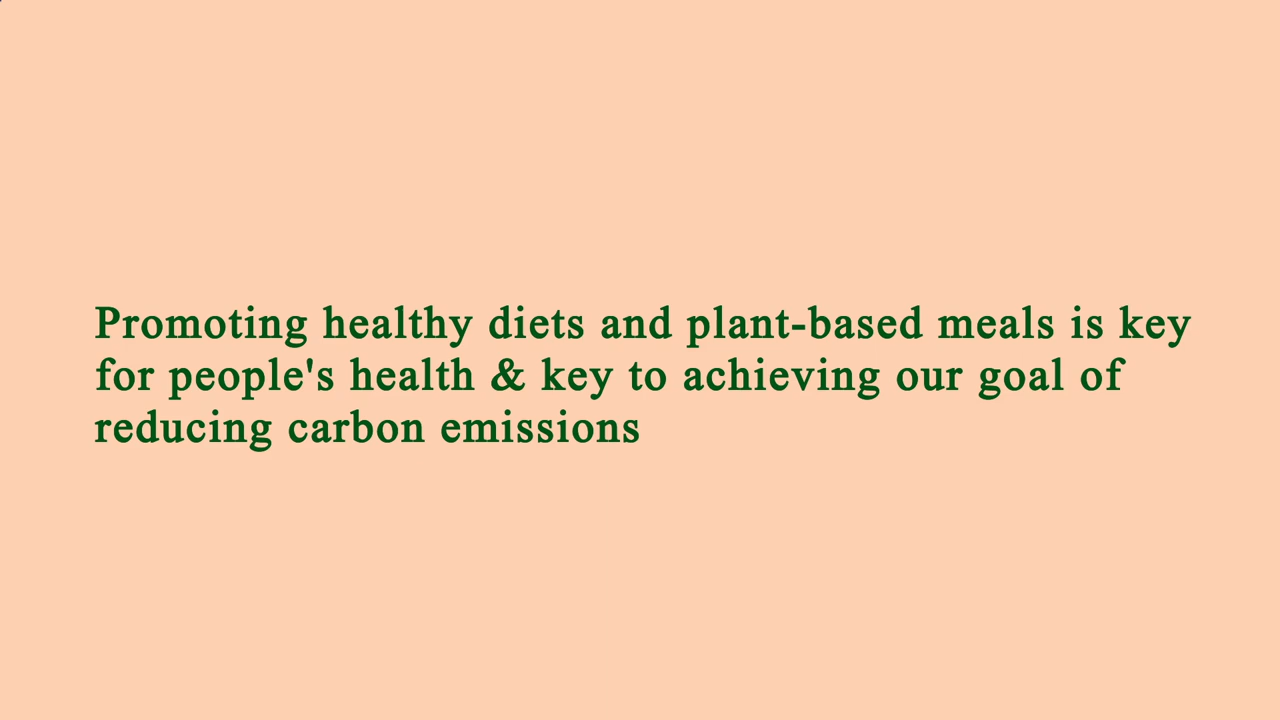 Promoting healthy diets and plant-based meals is key
for people's health & key to achieving our goal of
reducing carbon emissions